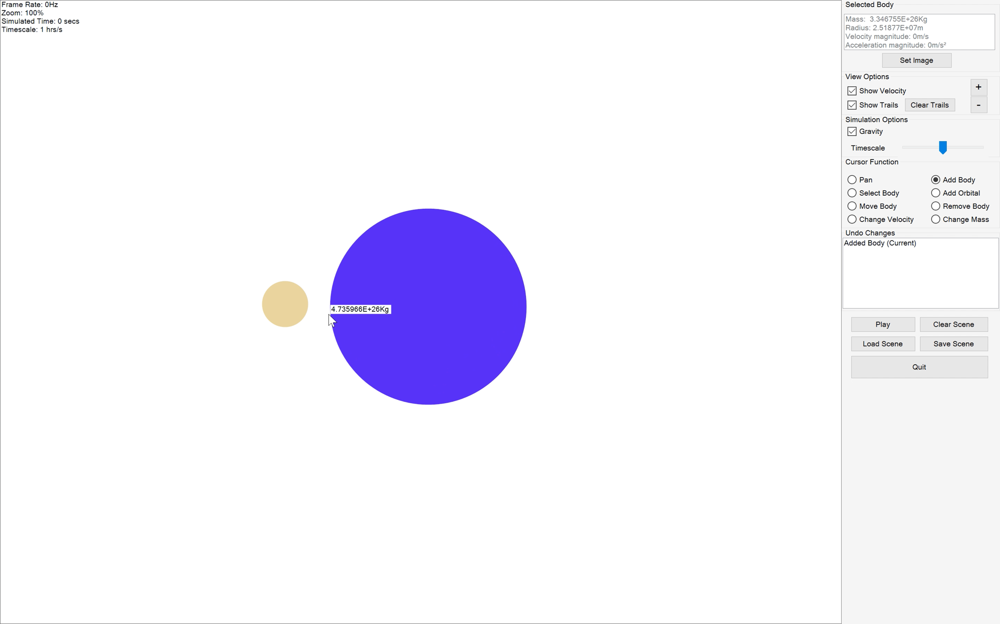 Frame Rate: 0Hz
Zoom: 100%
Simulated Time: 0 secs
Timescale: 1 hrs/s
4.735966E+26Kg
Selected Body
Mass:  3.346755E+26Kg
Radius: 2.51877E+07m
Velocity magnitude: 0m/s
Acceleration magnitude: 0m/s²
Set Image
View Options
Show Velocity
+
Show Trails
Clear Trails
-
Simulation Options
Gravity
Timescale
Cursor Function
Pan
Add Body
Select Body
Add Orbital
Move Body
Remove Body
Change Velocity
Change Mass
Undo Changes
Added Body (Current)
Play
Clear Scene
Load Scene
Save Scene
Quit